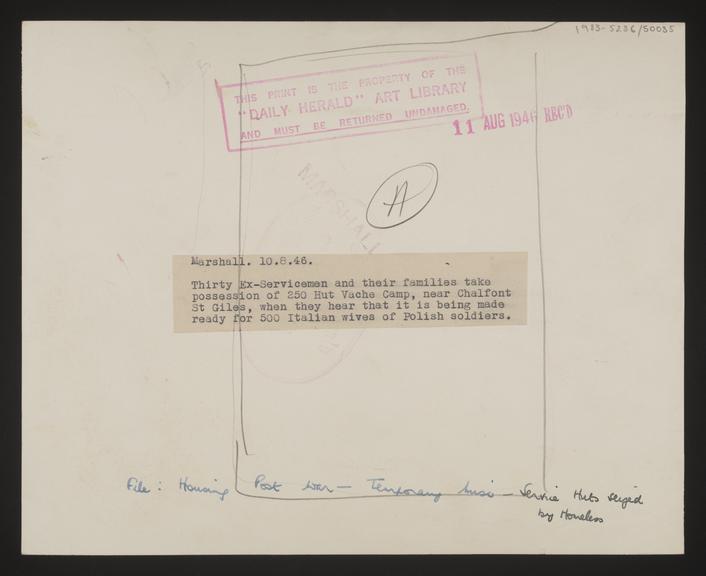 1983-5236/50035
THIS PRINT IS THE PROPERTY OF THE
"DAILY HERALD" ART LIBRARY
AND MUST BE RETURNED UNDAMAGED.
11 AUG 1946 REC'D
A
MARSHALL
Marshall. 10.8.46.
Thirty Ex-Servicemen and their families take
possession of 250 Hut Vache Camp, near Chalfont
St Giles, when they hear that it is being made
ready for 500 Italian wives of Polish soldiers.
File: Housing Post War — Temporary — Service Huts seized
by Homeless